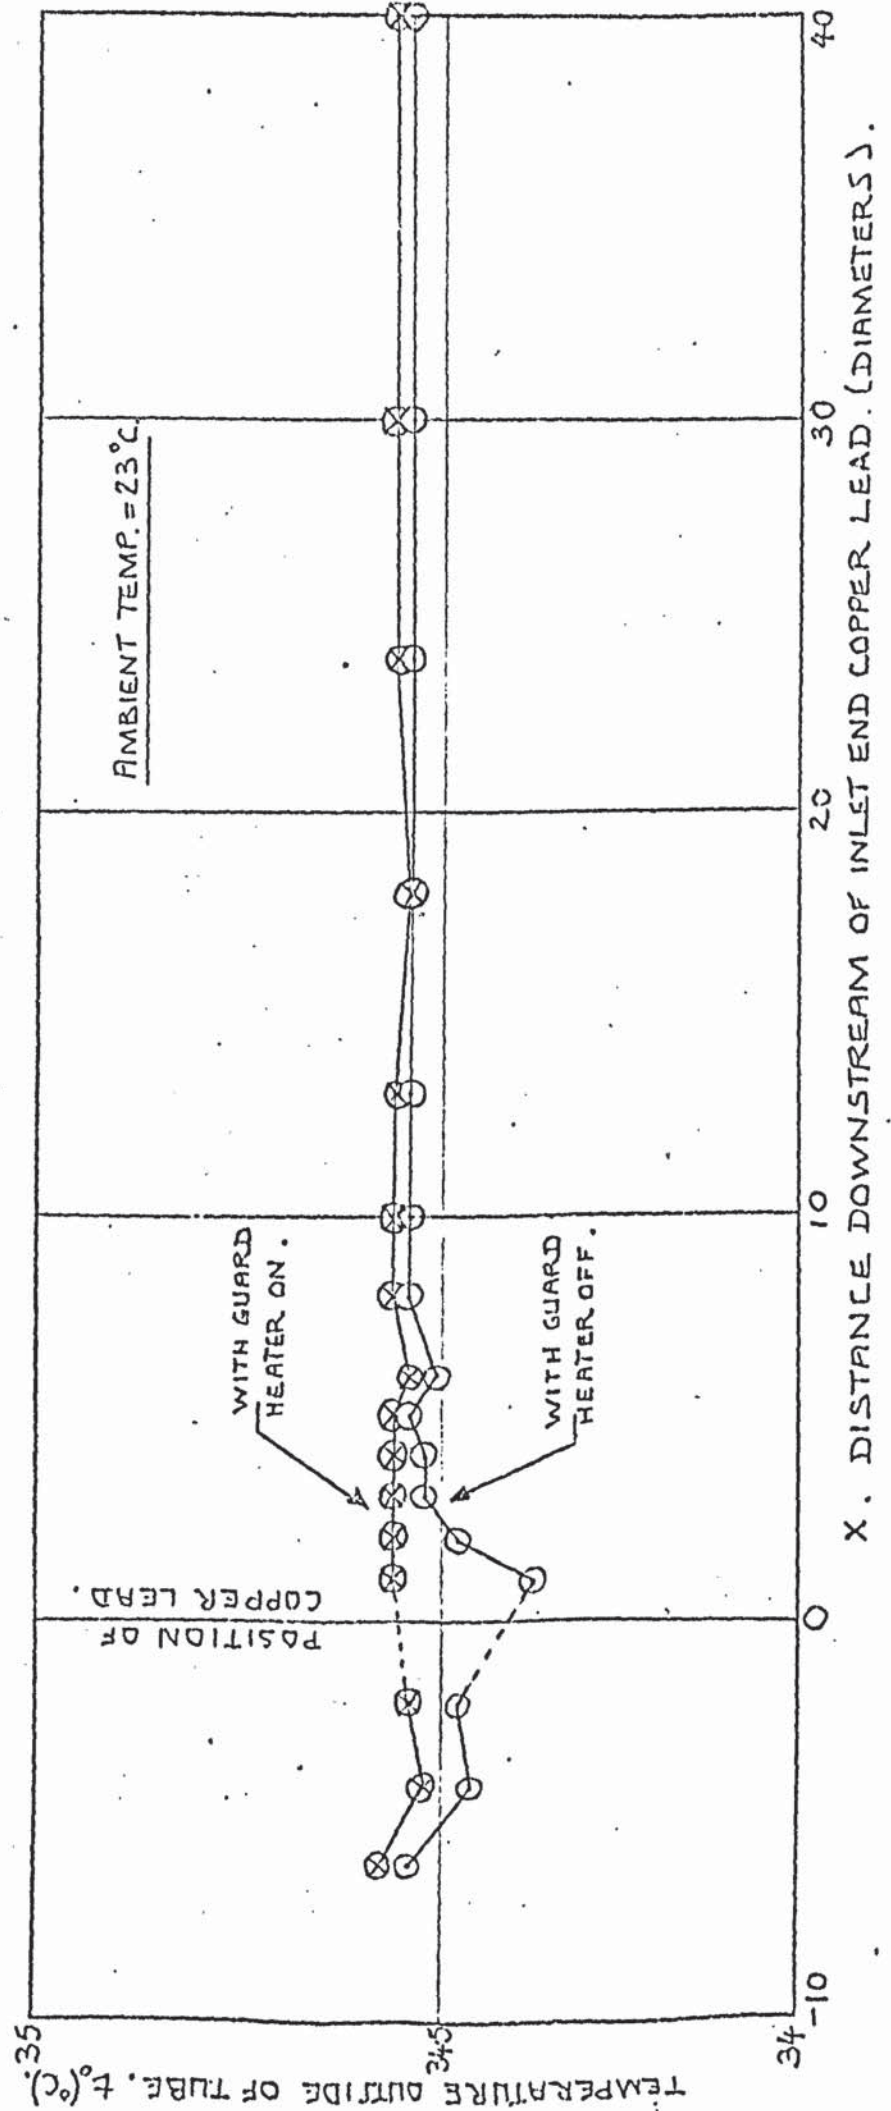 TEMPERATURE OUTSIDE OF TUBE. to(°C).
35
34.5
34
-10
0
10
20
30
40
AMBIENT TEMP. = 23°C.
WITH GUARD
HEATER ON.
WITH GUARD
HEATER OFF.
POSITION OF
COPPER LEAD.
X. DISTANCE DOWNSTREAM OF INLET END COPPER LEAD. (DIAMETERS).